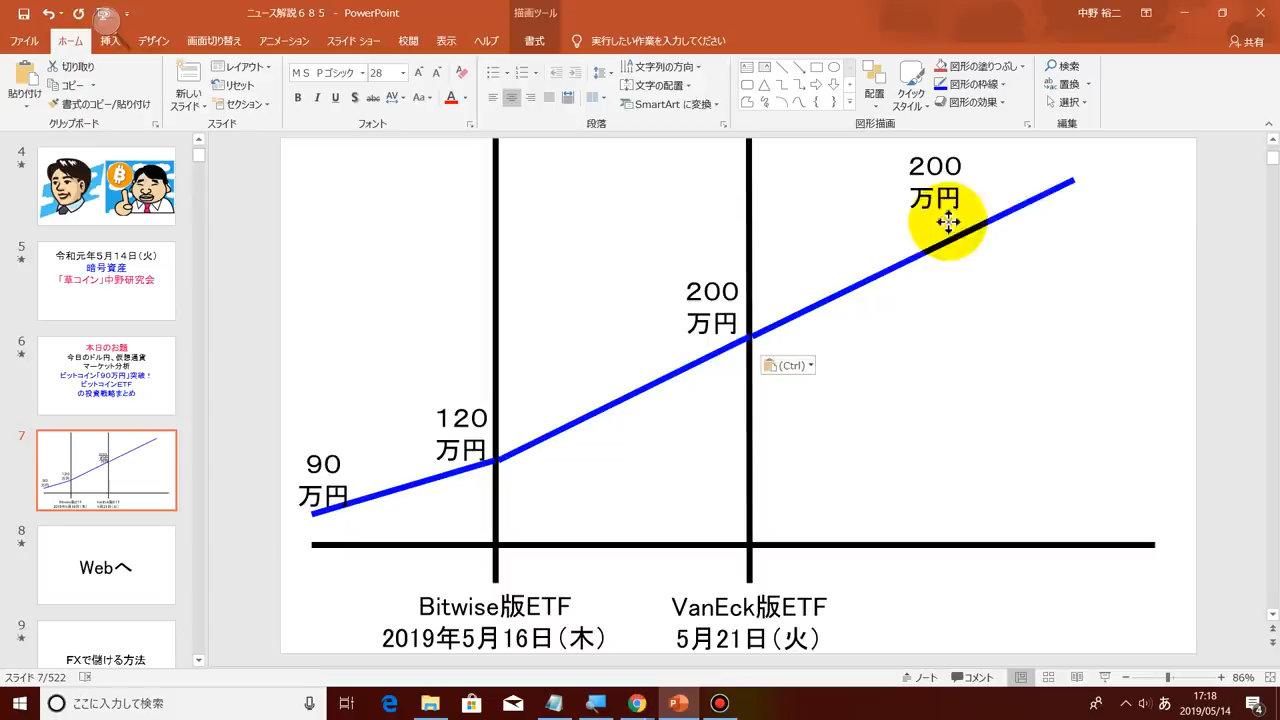 ニュース解説６８５ - PowerPoint
描画ツール
中野 裕二
ファイル
ホーム
挿入
デザイン
画面切り替え
アニメーション
スライド ショー
校閲
表示
ヘルプ
書式
実行したい作業を入力してください
共有
貼り付け
切り取り
コピー
書式のコピー/貼り付け
クリップボード
新しい
スライド
レイアウト
リセット
セクション
スライド
ＭＳ Ｐゴシック
28
フォント
文字列の方向
文字の配置
SmartArt に変換
段落
配置
クイック
スタイル
図形の塗りつぶし
図形の枠線
図形の効果
図形描画
検索
置換
選択
編集
4
5
令和元年５月１４日（火）
暗号資産
「草コイン」中野研究会
6
本日のお題
今日のドル円、仮想通貨
マーケット分析
ビットコイン「９０万円」突破！
ビットコインETF
の投資戦略まとめ
7
8
Webへ
9
FXで儲ける方法
200
万円
200
万円
(Ctrl)
120
万円
90
万円
Bitwise版ETF
2019年5月16日（木）
VanEck版ETF
5月21日（火）
スライド 7/522
ノート
コメント
86%
ここに入力して検索
17:18
2019/05/14
4